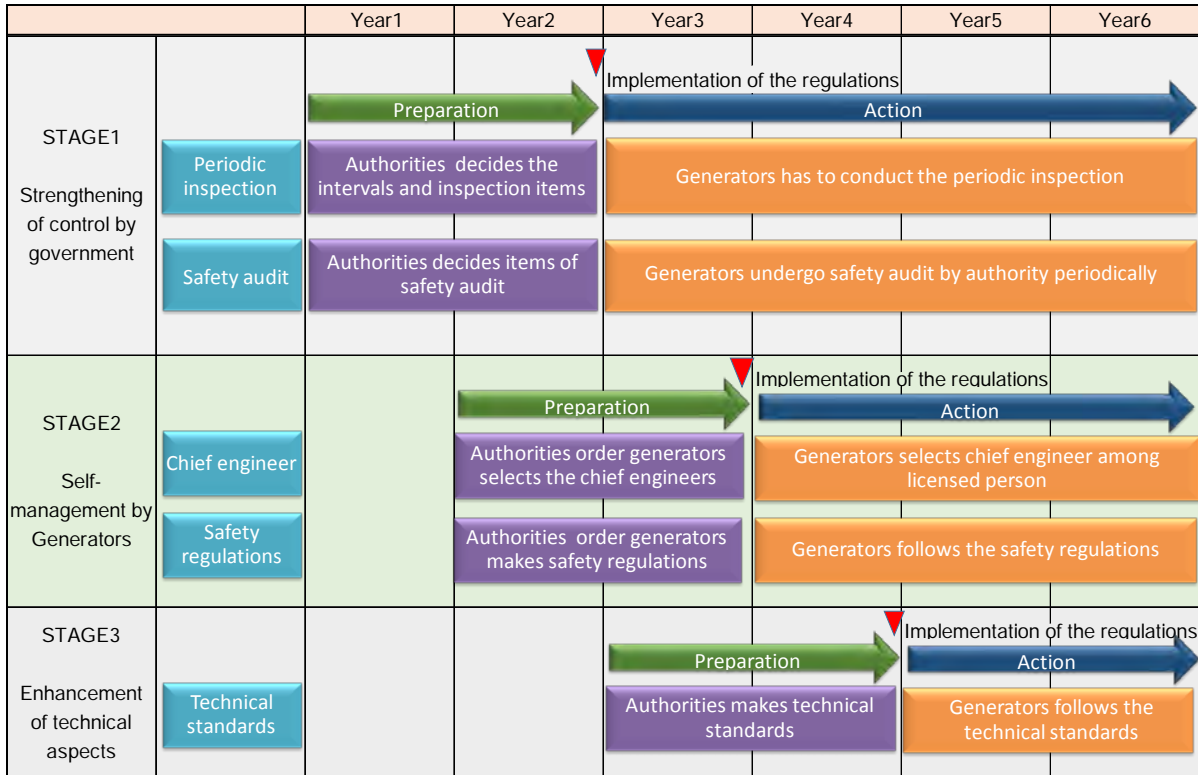 Year1 Year2 Year3 Year4 Year5 Year6
STAGE1
Strengthening
of control by
government
Implementation of the regulations
Preparation
Action
Periodic
inspection
Authorities decides the
intervals and inspection items
Generators has to conduct the periodic inspection
Safety audit
Authorities decides items of
safety audit
Generators undergo safety audit by authority periodically
STAGE2
Self-
management by
Generators
Implementation of the regulations
Preparation
Action
Chief engineer
Authorities order generators
selects the chief engineers
Generators selects chief engineer among
licensed person
Safety
regulations
Authorities order generators
makes safety regulations
Generators follows the safety regulations
STAGE3
Enhancement
of technical
aspects
Implementation of the regulations
Preparation
Action
Technical
standards
Authorities makes technical
standards
Generators follows the
technical standards